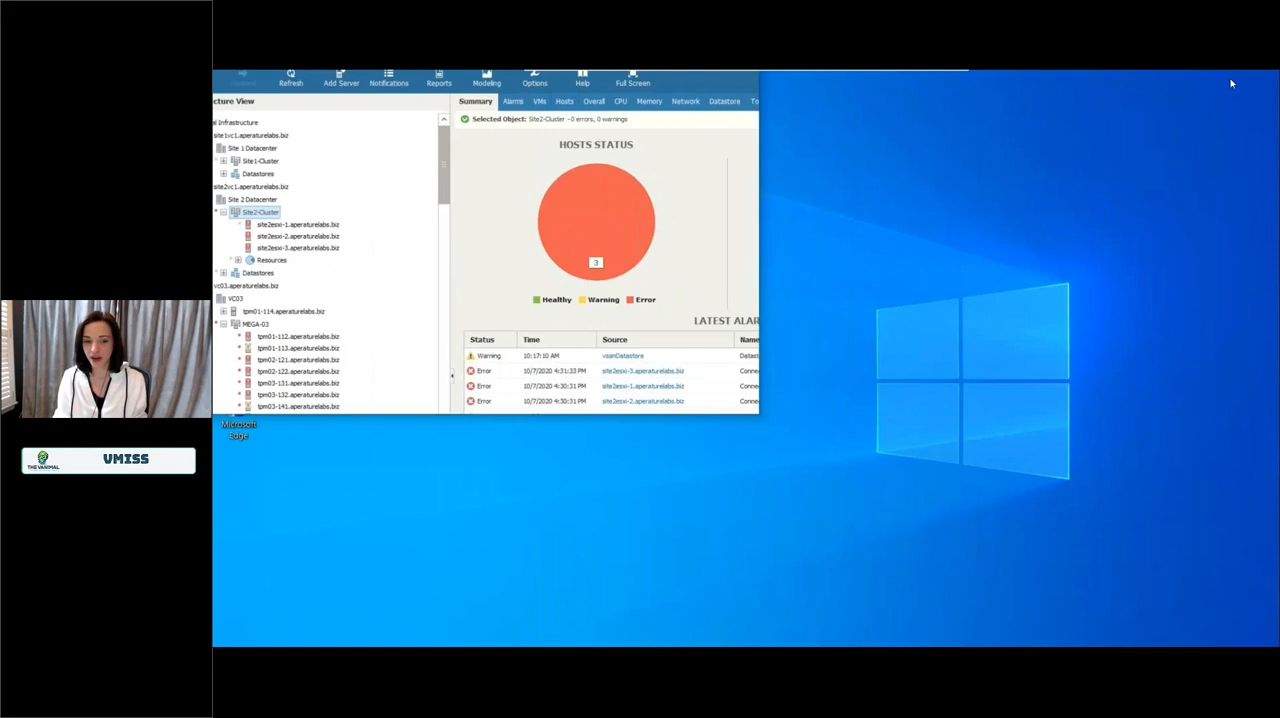 Refresh
Add Server
Notifications
Reports
Modeling
Options
Help
Full Screen
cture View
al Infrastructure
site1vc1.aperaturelabs.biz
Site 1 Datacenter
Site1-Cluster
Datastores
site2vc1.aperaturelabs.biz
Site 2 Datacenter
Site2-Cluster
site2esxi-1.aperaturelabs.biz
site2esxi-2.aperaturelabs.biz
site2esxi-3.aperaturelabs.biz
Resources
Datastores
vc03.aperaturelabs.biz
VC03
tpm01-114.aperaturelabs.biz
MEGA-03
tpm01-112.aperaturelabs.biz
tpm01-113.aperaturelabs.biz
tpm02-121.aperaturelabs.biz
tpm02-122.aperaturelabs.biz
tpm03-131.aperaturelabs.biz
tpm03-132.aperaturelabs.biz
tpm03-141.aperaturelabs.biz
Summary Alarms VMs Hosts Overall CPU Memory Network Datastore To
Selected Object: Site2-Cluster -0 errors, 0 warnings
HOSTS STATUS
3
Healthy Warning Error
LATEST ALAR
Status Time Source Name
Warning 10:17:10 AM vsanDatastore Datast
Error 10/7/2020 4:31:33 PM site2esxi-3.aperaturelabs.biz Conne
Error 10/7/2020 4:30:31 PM site2esxi-1.aperaturelabs.biz Conne
Error 10/7/2020 4:30:31 PM site2esxi-2.aperaturelabs.biz Conne
Microsoft
Edge
THE VANIMAL
VMISS